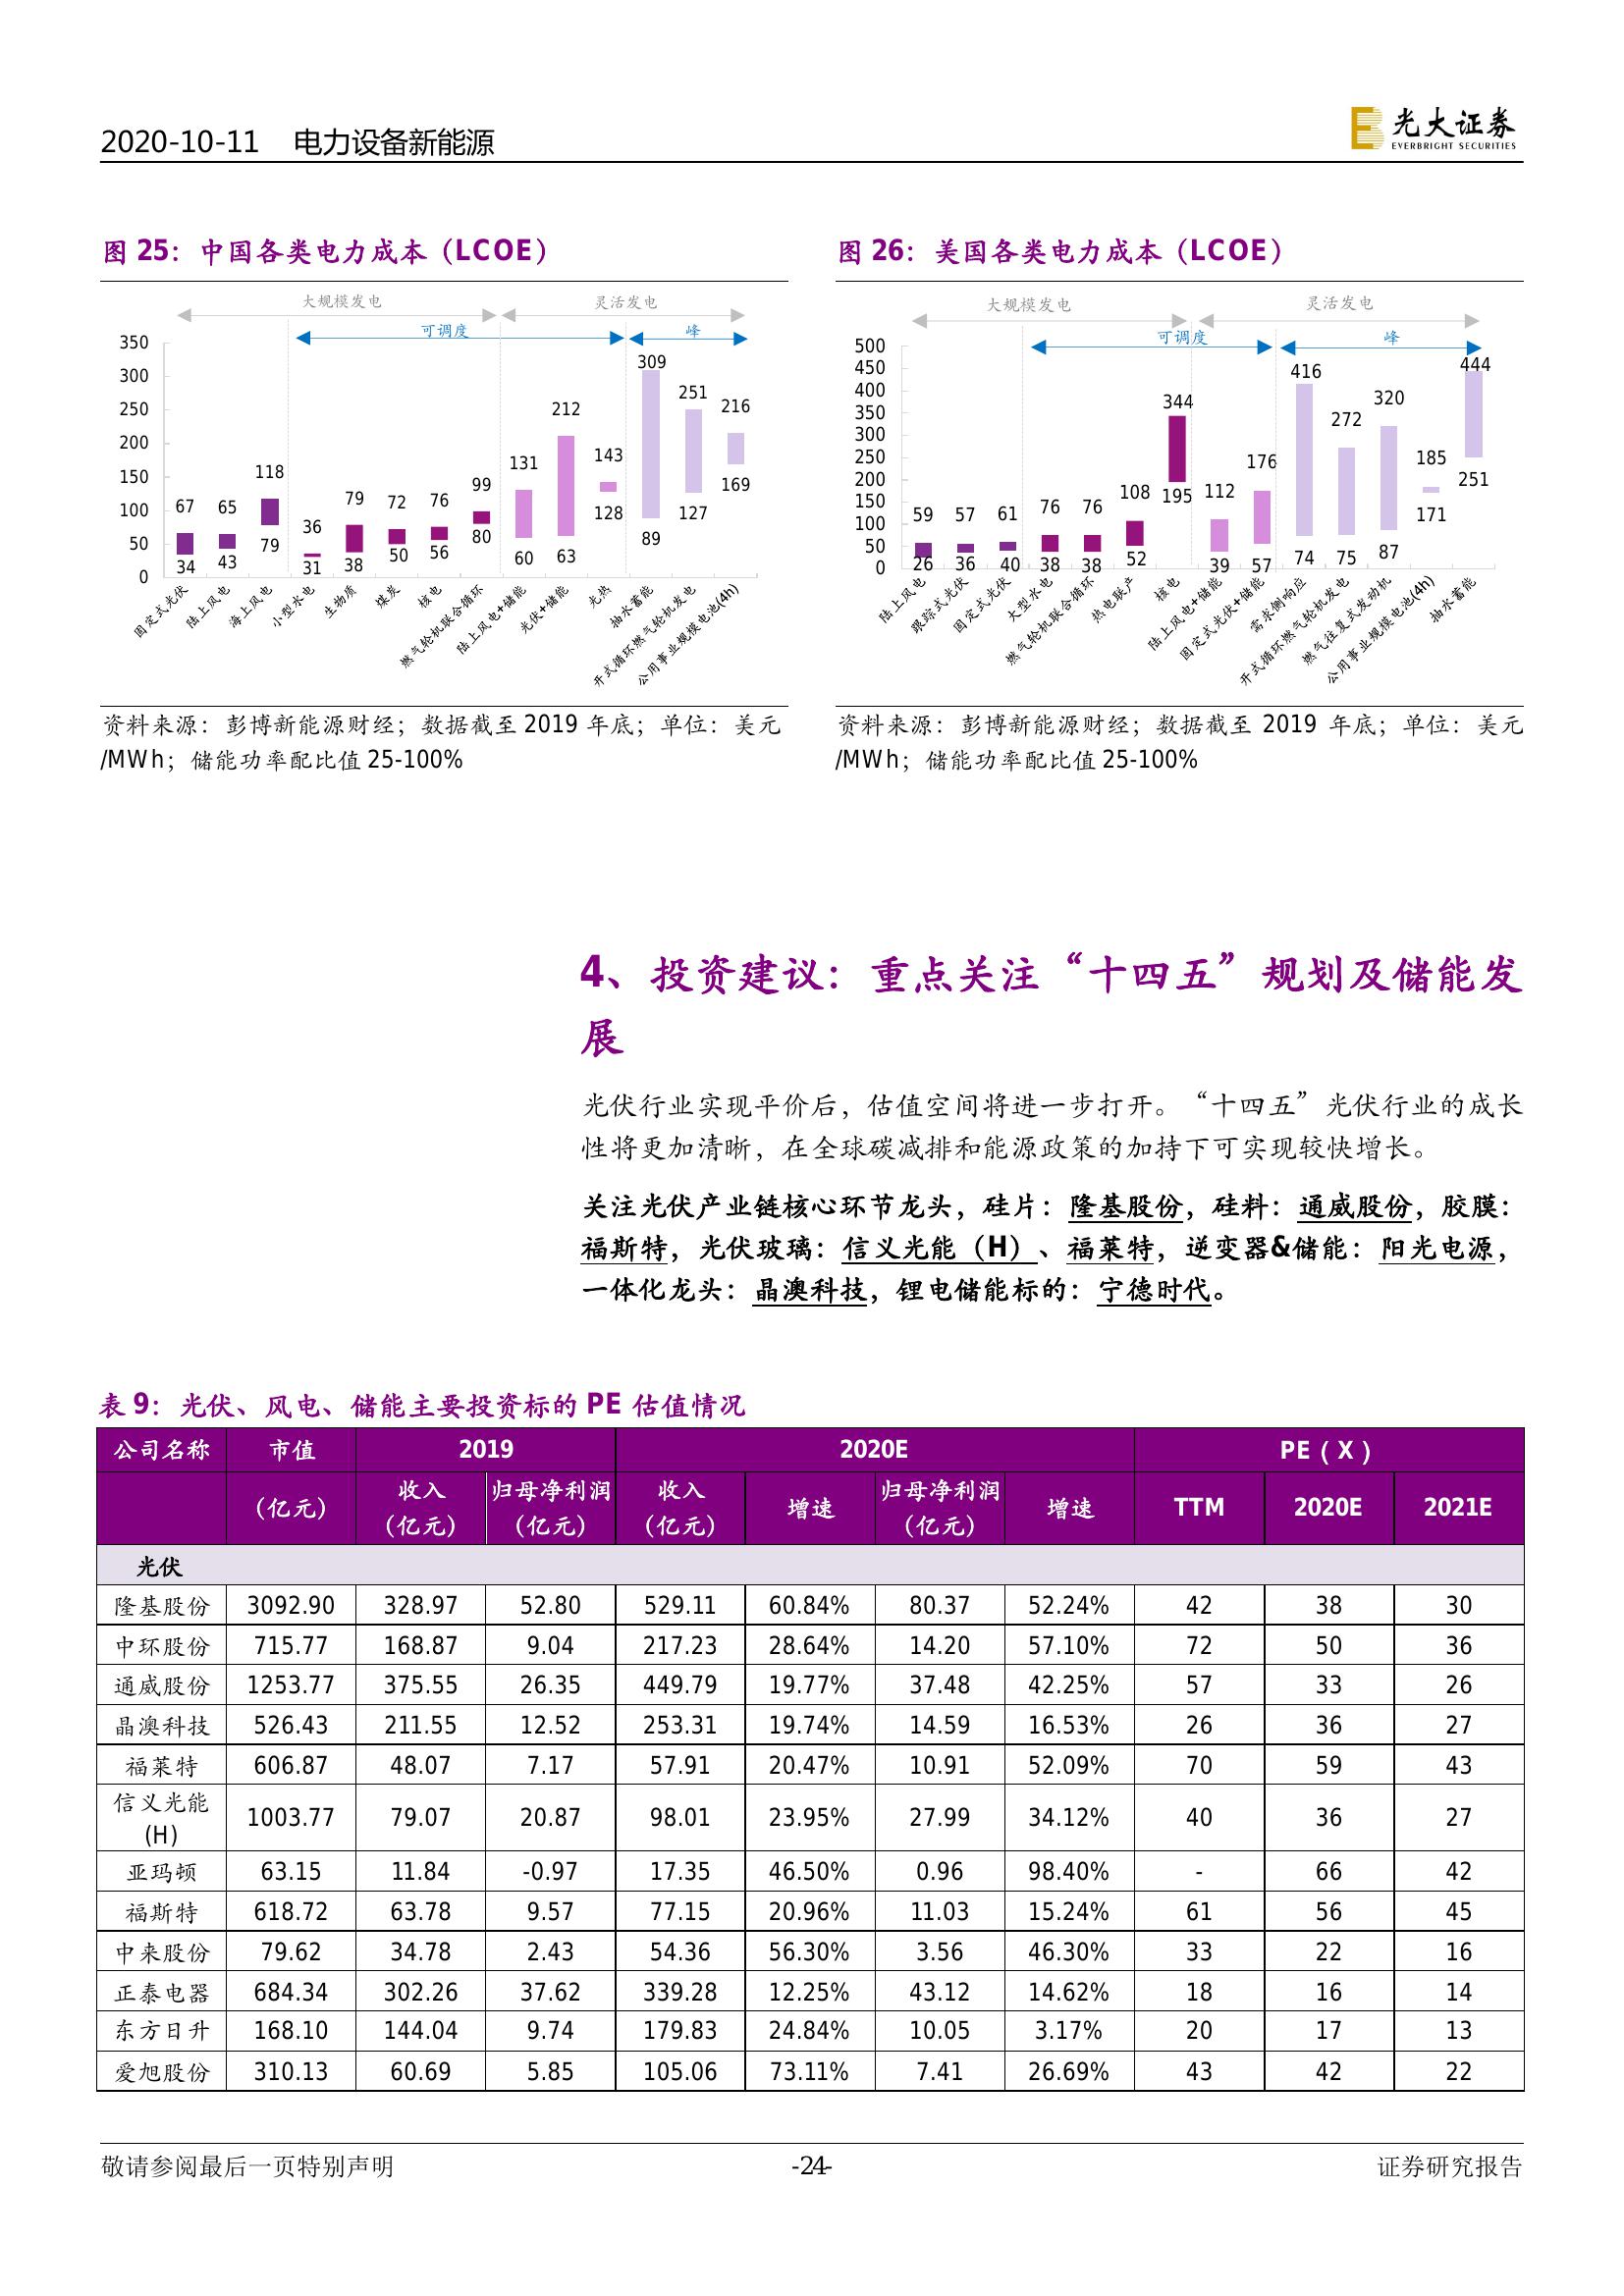 2020-10-11 电力设备新能源
光大证券
EVERBRIGHT SECURITIES
图 25：中国各类电力成本（LCOE）
大规模发电 灵活发电
可调度 峰
350
300
250
200
150
100
50
0
67 65 118 36 79 72 76 99 131 212 143 309 251 216
34 43 79 31 38 50 56 80 60 63 128 89 127 169
固定式光伏
陆上风电
海上风电
小型水电
生物质
煤炭
核电
燃气轮机联合循环
陆上风电+储能
光伏+储能
光热
抽水蓄能
开式循环燃气轮机发电
公用事业规模电池(4h)
资料来源：彭博新能源财经；数据截至 2019 年底；单位：美元
/MWh；储能功率配比值 25-100%
图 26：美国各类电力成本（LCOE）
大规模发电 灵活发电
可调度 峰
500
450
400
350
300
250
200
150
100
50
0
59 57 61 76 76 108 344 112 176 416 272 320 185 444
26 36 40 38 38 52 195 39 57 74 75 87 171 251
陆上风电
跟踪式光伏
固定式光伏
大型水电
燃气轮机联合循环
热电联产
核电
陆上风电+储能
固定式光伏+储能
需求侧响应
开式循环燃气轮机发电
燃气往复式发动机
公用事业规模电池(4h)
抽水蓄能
资料来源：彭博新能源财经；数据截至 2019 年底；单位：美元
/MWh；储能功率配比值 25-100%
4、投资建议：重点关注“十四五”规划及储能发
展
光伏行业实现平价后，估值空间将进一步打开。“十四五”光伏行业的成长
性将更加清晰，在全球碳减排和能源政策的加持下可实现较快增长。
关注光伏产业链核心环节龙头，硅片：隆基股份，硅料：通威股份，胶膜：
福斯特，光伏玻璃：信义光能（H）、福莱特，逆变器&储能：阳光电源，
一体化龙头：晶澳科技，锂电储能标的：宁德时代。
表 9：光伏、风电、储能主要投资标的 PE 估值情况
公司名称 市值 2019 2020E PE（X）
（亿元） 收入（亿元） 归母净利润（亿元） 收入（亿元） 增速 归母净利润（亿元） 增速 TTM 2020E 2021E
光伏
隆基股份 3092.90 328.97 52.80 529.11 60.84% 80.37 52.24% 42 38 30
中环股份 715.77 168.87 9.04 217.23 28.64% 14.20 57.10% 72 50 36
通威股份 1253.77 375.55 26.35 449.79 19.77% 37.48 42.25% 57 33 26
晶澳科技 526.43 211.55 12.52 253.31 19.74% 14.59 16.53% 26 36 27
福莱特 606.87 48.07 7.17 57.91 20.47% 10.91 52.09% 70 59 43
信义光能(H) 1003.77 79.07 20.87 98.01 23.95% 27.99 34.12% 40 36 27
亚玛顿 63.15 11.84 -0.97 17.35 46.50% 0.96 98.40% - 66 42
福斯特 618.72 63.78 9.57 77.15 20.96% 11.03 15.24% 61 56 45
中来股份 79.62 34.78 2.43 54.36 56.30% 3.56 46.30% 33 22 16
正泰电器 684.34 302.26 37.62 339.28 12.25% 43.12 14.62% 18 16 14
东方日升 168.10 144.04 9.74 179.83 24.84% 10.05 3.17% 20 17 13
爱旭股份 310.13 60.69 5.85 105.06 73.11% 7.41 26.69% 43 42 22
敬请参阅最后一页特别声明 -24- 证券研究报告